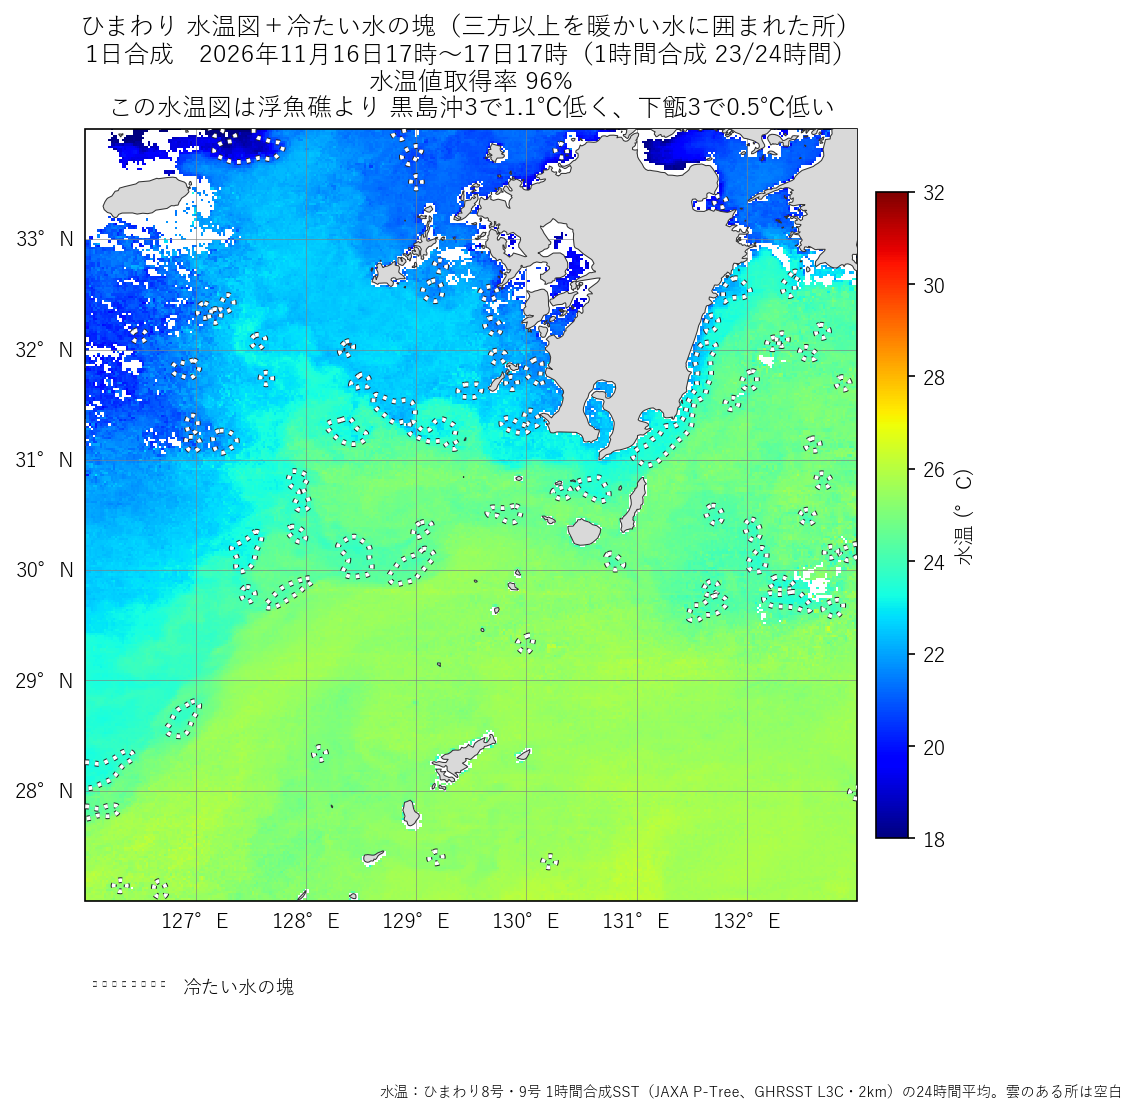 ひまわり 水温図＋冷たい水の塊（三方以上を暖かい水に囲まれた所）
1日合成　2026年11月16日17時～17日17時（1時間合成 23/24時間）
水温値取得率 96%
この水温図は浮魚礁より 黒島沖3で1.1℃低く、下甑3で0.5℃低い
33° N
32° N
31° N
30° N
29° N
28° N
127° E
128° E
129° E
130° E
131° E
132° E
32
30
28
26
24
22
20
18
水温 (° C)
冷たい水の塊
水温：ひまわり8号・9号 1時間合成SST（JAXA P-Tree、GHRSST L3C・2km）の24時間平均。雲のある所は空白